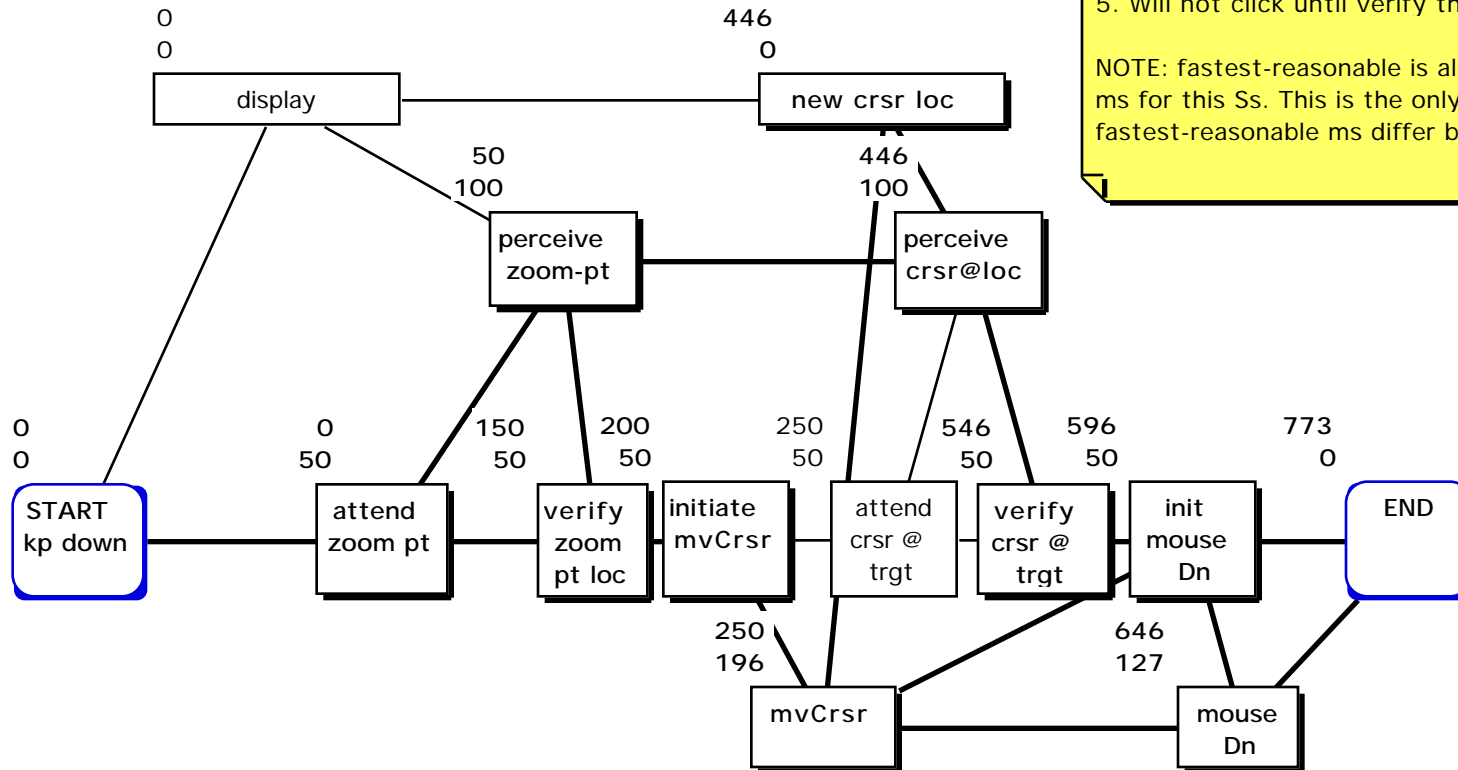 5. Will not click until verify th
NOTE: fastest-reasonable is al
ms for this Ss. This is the only
fastest-reasonable ms differ b
0
0
display
446
0
new crsr loc
50
100
perceive
zoom-pt
446
100
perceive
crsr@loc
0
0
START
kp down
0
50
attend
zoom pt
150
50
verify
zoom
pt loc
200
50
initiate
mvCrsr
250
50
attend
crsr @
trgt
546
50
verify
crsr @
trgt
596
50
init
mouse
Dn
773
0
END
250
196
mvCrsr
646
127
mouse
Dn